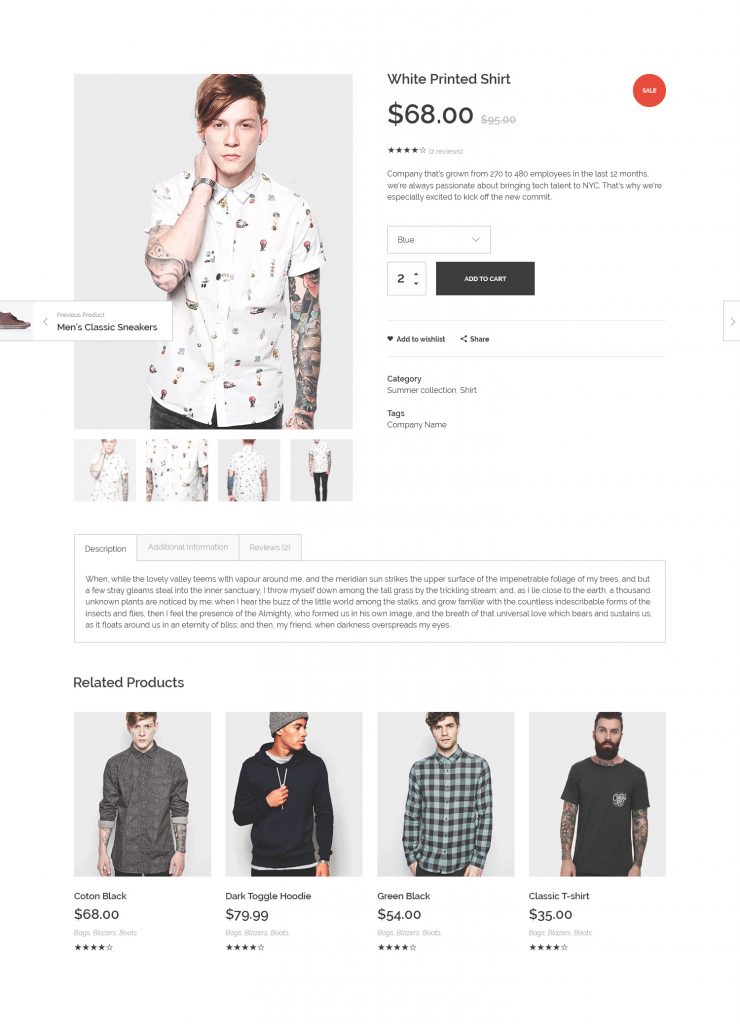 White Printed Shirt
SALE
$68.00 $95.00
★★★★☆ (2 reviews)
Company that's grown from 270 to 480 employees in the last 12 months,
we're always passionate about bringing tech talent to NYC. That's why we're
especially excited to kick off the new commit,
Blue
2 ADD TO CART
Previous Product
Men's Classic Sneakers
Add to wishlist Share
Category
Summer collection, Shirt
Tags
Company Name
Description Additional Information Reviews (2)
When, while the lovely valley teems with vapour around me, and the meridian sun strikes the upper surface of the impenetrable foliage of my trees, and but
a few stray gleams steal into the inner sanctuary, I throw myself down among the tall grass by the trickling stream; and, as I lie close to the earth, a thousand
unknown plants are noticed by me: when I hear the buzz of the little world among the stalks, and grow familiar with the countless indescribable forms of the
insects and flies, then I feel the presence of the Almighty, who formed us in his own image, and the breath of that universal love which bears and sustains us,
as it floats around us in an eternity of bliss; and then, my friend, when darkness overspreads my eyes.
Related Products
Coton Black
$68.00
Bags, Blazers, Boots
★★★★☆
Dark Toggle Hoodie
$79.99
Bags, Blazers, Boots,
★★★★☆
Green Black
$54.00
Bags, Blazers, Boots,
★★★★☆
Classic T-shirt
$35.00
Bags, Blazers, Boots,
★★★★☆